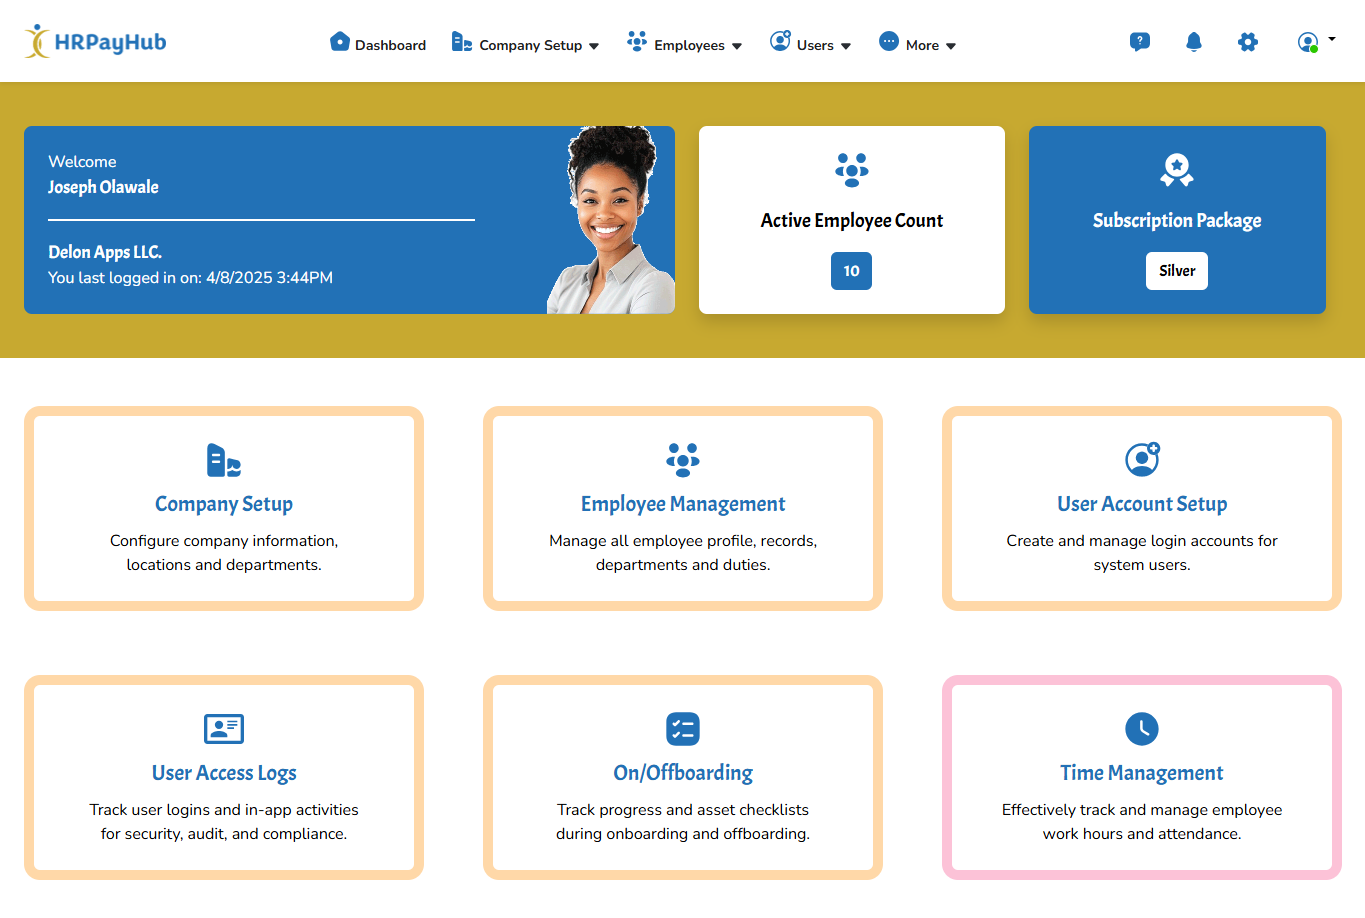 HRPayHub
Dashboard
Company Setup
Employees
Users
More
Welcome
Joseph Olawale
Delon Apps LLC.
You last logged in on: 4/8/2025 3:44PM
Active Employee Count
10
Subscription Package
Silver
Company Setup
Configure company information,
locations and departments.
Employee Management
Manage all employee profile, records,
departments and duties.
User Account Setup
Create and manage login accounts for
system users.
User Access Logs
Track user logins and in-app activities
for security, audit, and compliance.
On/Offboarding
Track progress and asset checklists
during onboarding and offboarding.
Time Management
Effectively track and manage employee
work hours and attendance.